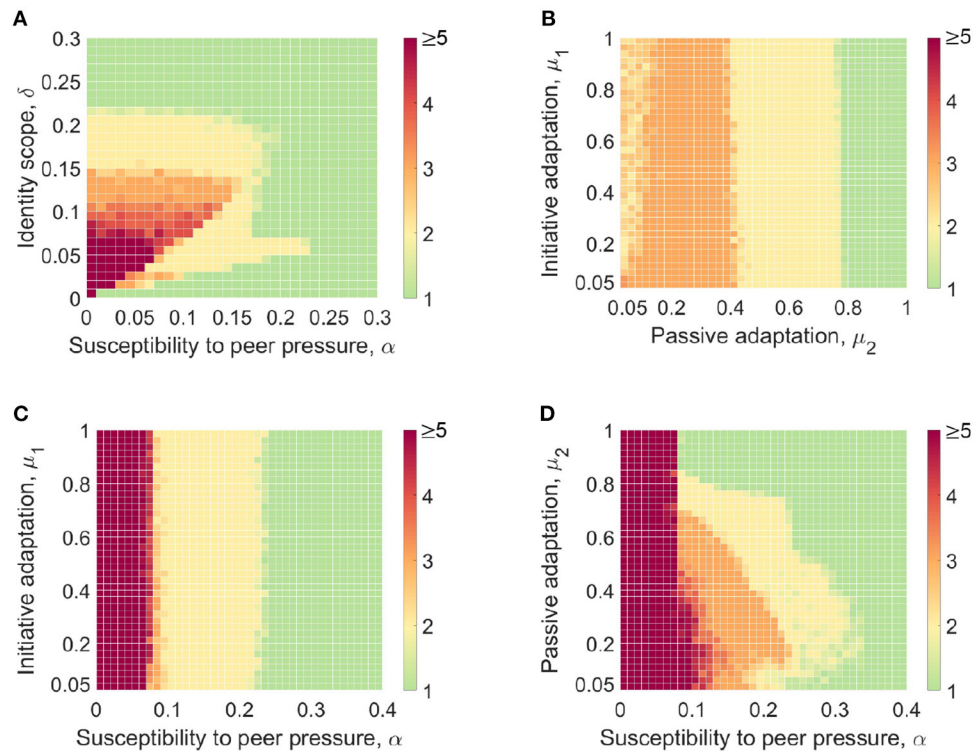 A
Identity scope, δ
0.3
0.25
0.2
0.15
0.1
0.05
0
0 0.05 0.1 0.15 0.2 0.25 0.3
Susceptibility to peer pressure, α
≥5
4
3
2
1
B
Initiative adaptation, μ1
1
0.8
0.6
0.4
0.2
0.05
0.05 0.2 0.4 0.6 0.8 1
Passive adaptation, μ2
≥5
4
3
2
1
C
Initiative adaptation, μ1
1
0.8
0.6
0.4
0.2
0.05
0 0.1 0.2 0.3 0.4
Susceptibility to peer pressure, α
≥5
4
3
2
1
D
Passive adaptation, μ2
1
0.8
0.6
0.4
0.2
0.05
0 0.1 0.2 0.3 0.4
Susceptibility to peer pressure, α
≥5
4
3
2
1